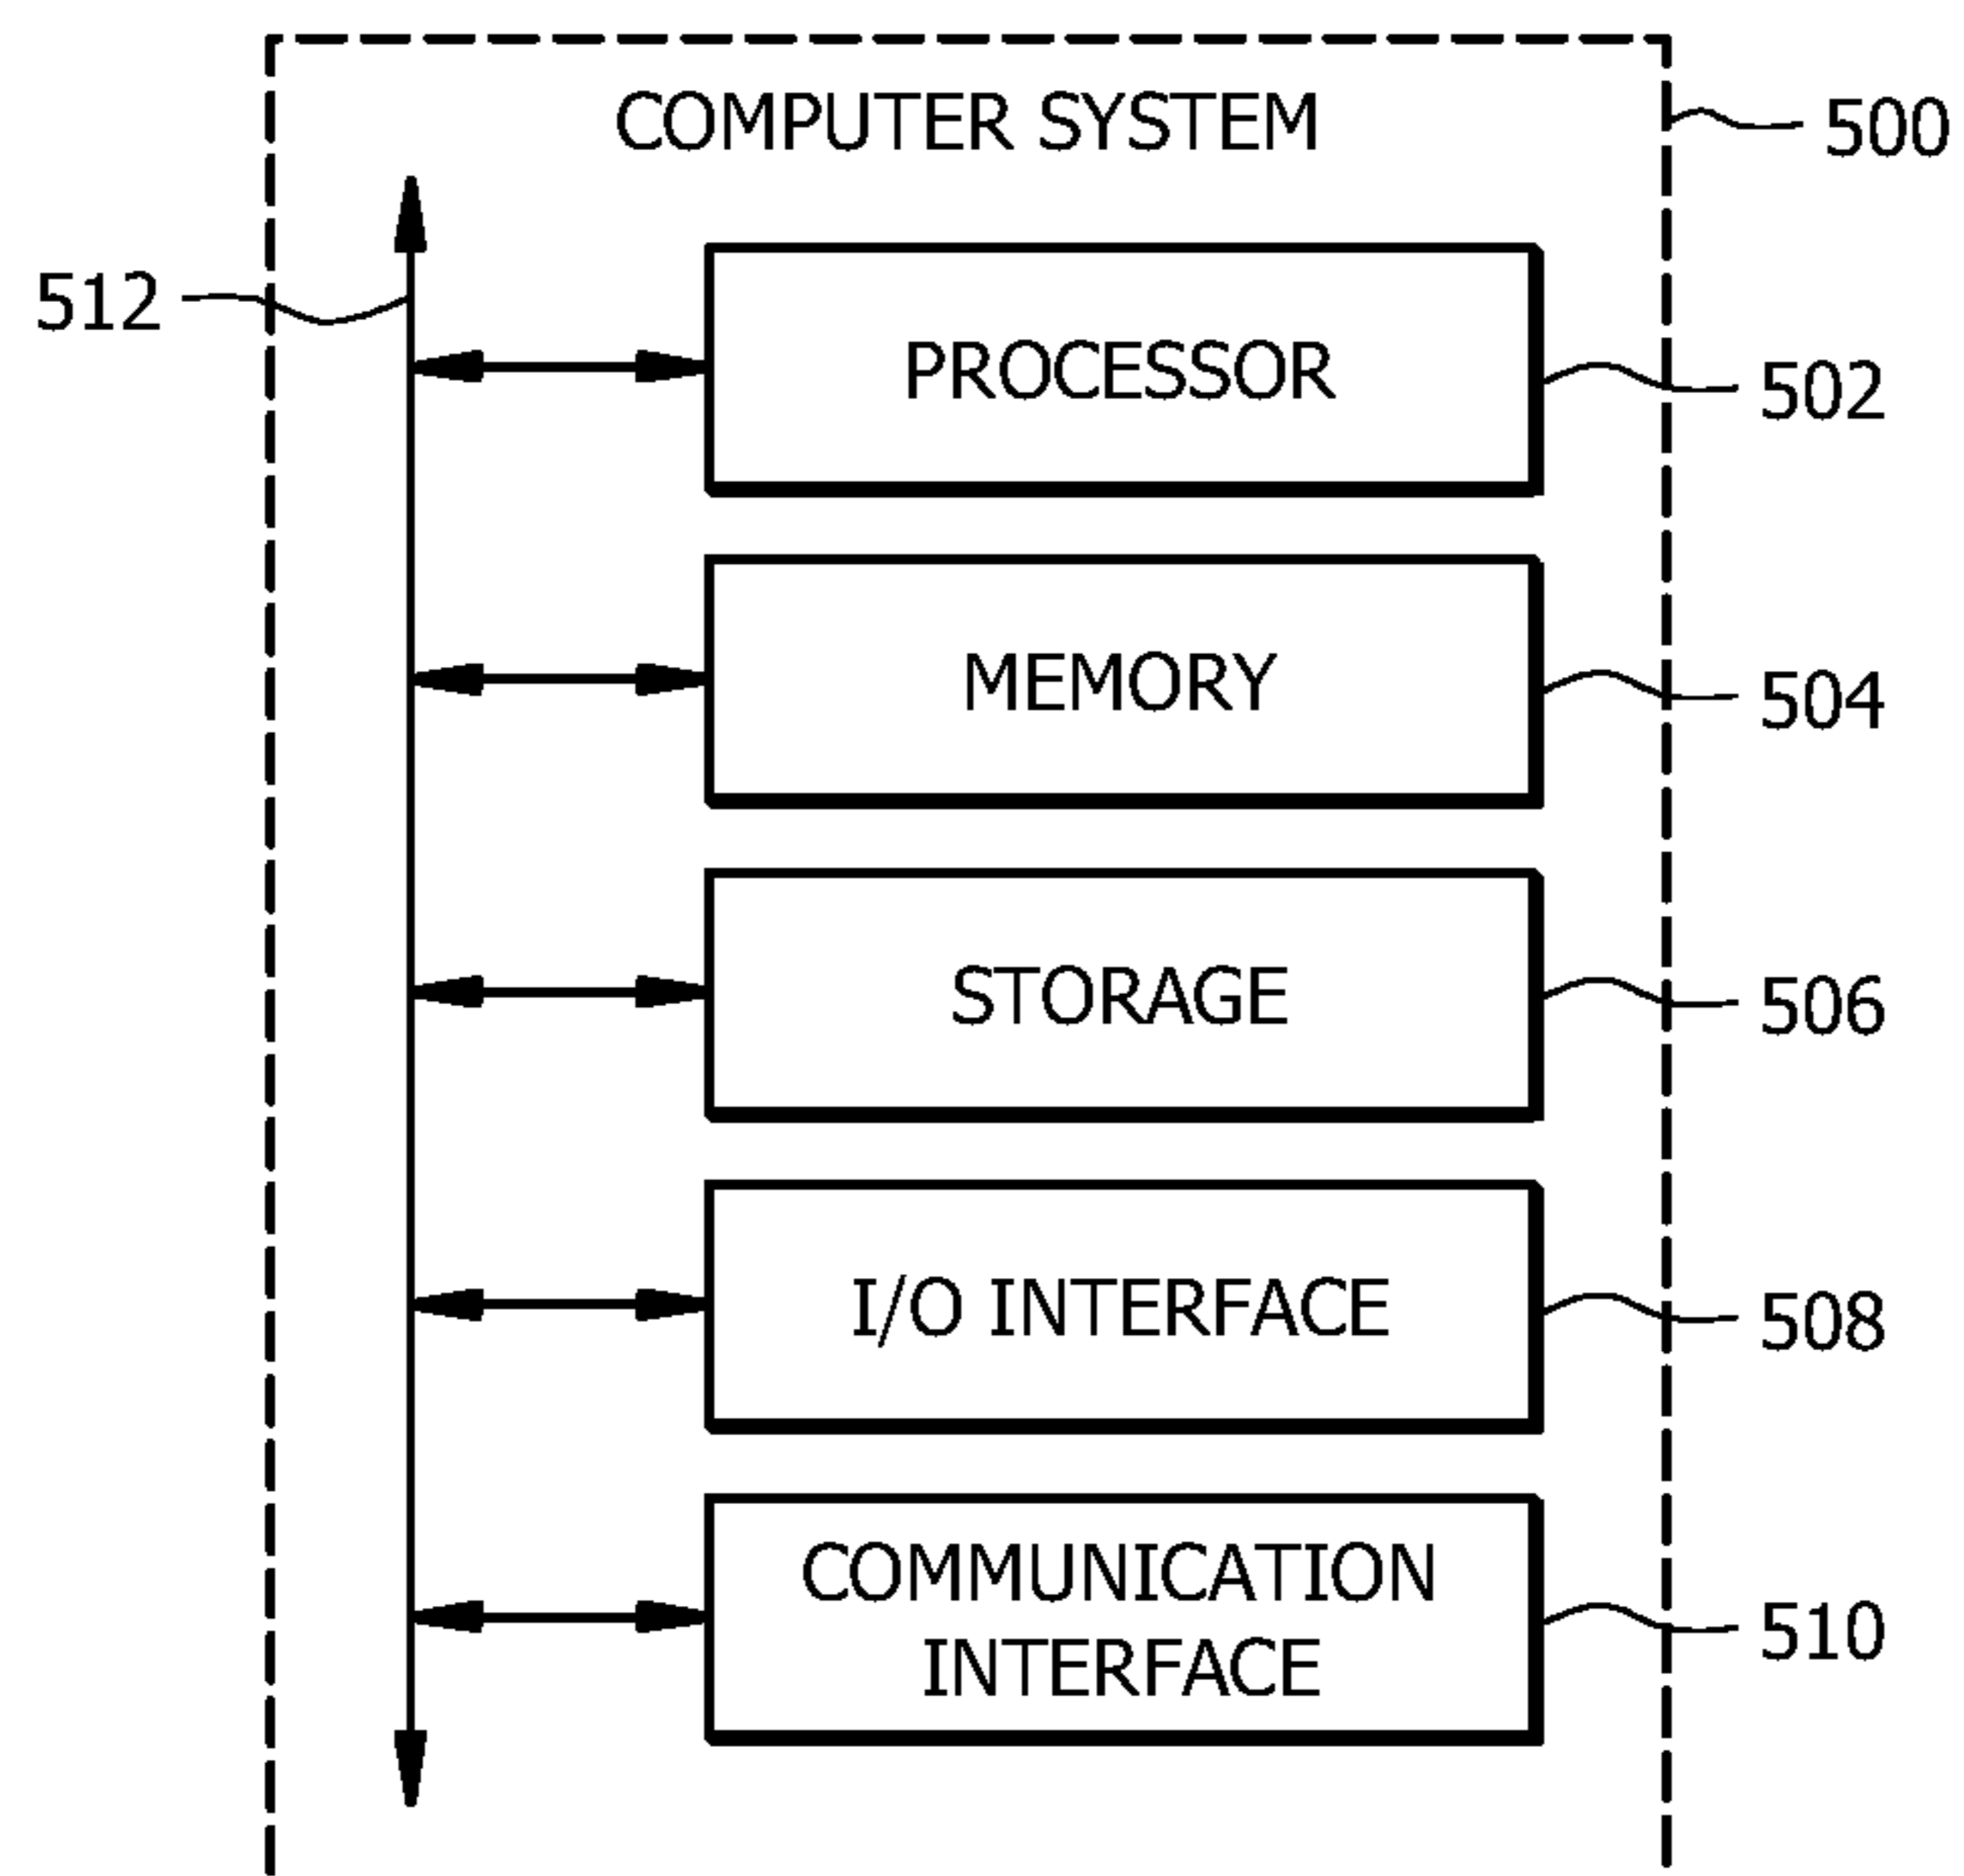 COMPUTER SYSTEM
500
512
PROCESSOR
502
MEMORY
504
STORAGE
506
I/O INTERFACE
508
COMMUNICATION
INTERFACE
510